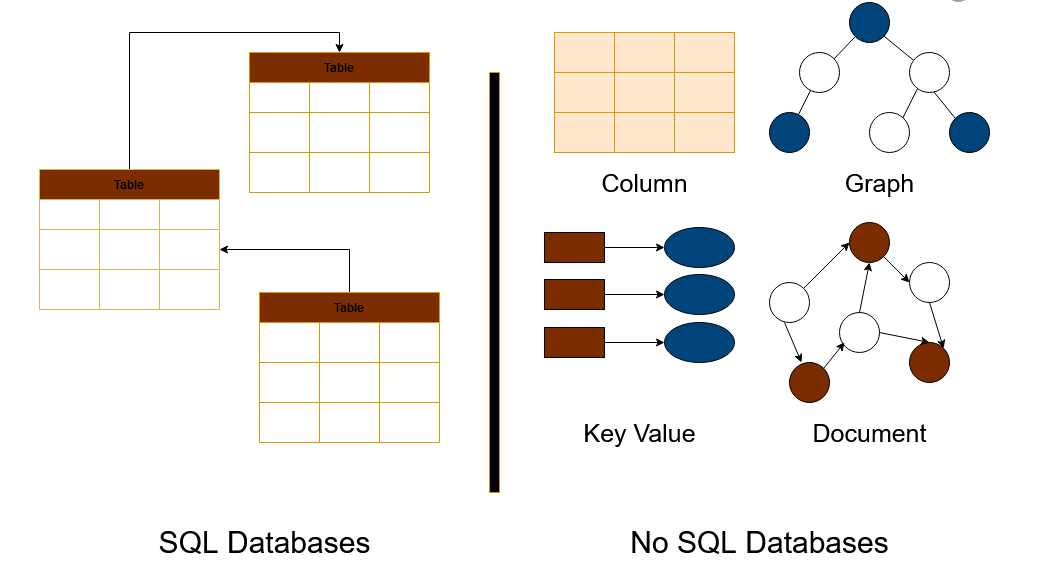 Table
Table
Table
SQL Databases
Column
Graph
Key Value
Document
No SQL Databases